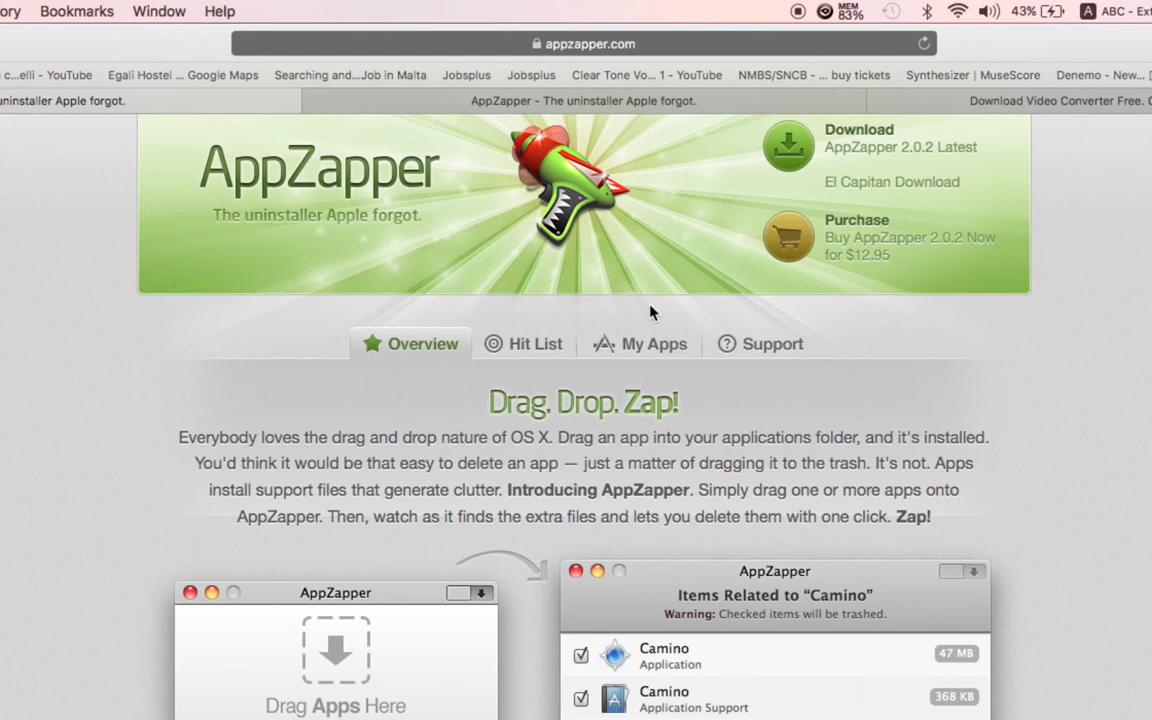 ory Bookmarks Window Help MEM 83% 43% A ABC - Ext
appzapper.com
i c...elli - YouTube Egali Hostel ... Google Maps Searching and...Job in Malta Jobsplus Jobsplus Clear Tone Vo... 1 - YouTube NMBS/SNCB - ... buy tickets Synthesizer | MuseScore Denemo - New...
uninstaller Apple forgot. AppZapper - The uninstaller Apple forgot. Download Video Converter Free. C
AppZapper
The uninstaller Apple forgot.
Download
AppZapper 2.0.2 Latest
El Capitan Download
Purchase
Buy AppZapper 2.0.2 Now
for $12.95
Overview Hit List My Apps Support
Drag. Drop. Zap!
Everybody loves the drag and drop nature of OS X. Drag an app into your applications folder, and it's installed.
You'd think it would be that easy to delete an app — just a matter of dragging it to the trash. It's not. Apps
install support files that generate clutter. Introducing AppZapper. Simply drag one or more apps onto
AppZapper. Then, watch as it finds the extra files and lets you delete them with one click. Zap!
AppZapper
Drag Apps Here
AppZapper
Items Related to “Camino”
Warning: Checked items will be trashed.
Camino 47 MB
Application
Camino 368 KB
Application Support